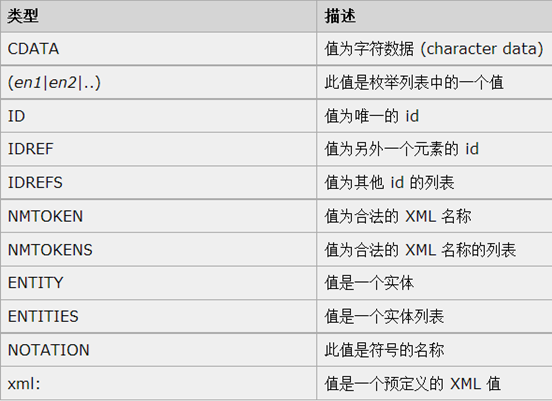 类型 描述
CDATA 值为字符数据 (character data)
(en1|en2|..) 此值是枚举列表中的一个值
ID 值为唯一的 id
IDREF 值为另外一个元素的 id
IDREFS 值为其他 id 的列表
NMTOKEN 值为合法的 XML 名称
NMTOKENS 值为合法的 XML 名称的列表
ENTITY 值是一个实体
ENTITIES 值是一个实体列表
NOTATION 此值是符号的名称
xml: 值是一个预定义的 XML 值